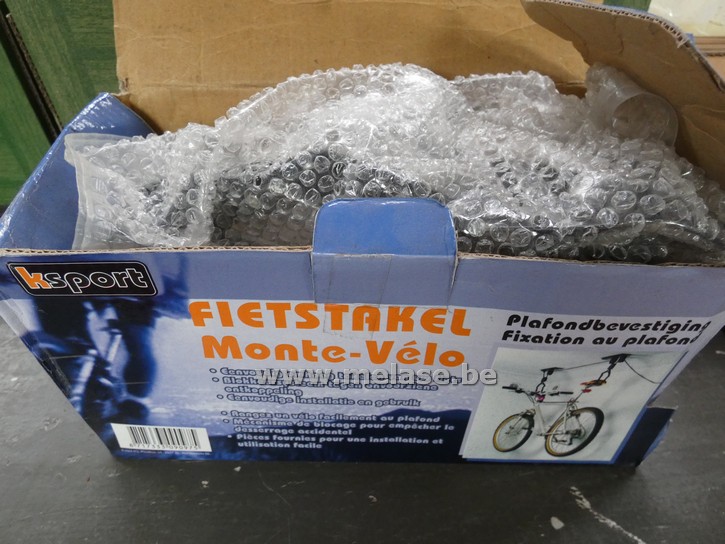 ksport
FIETSTAKEL
Monte-Vélo
Plafondbevestiging
Fixation au plafond
www.melase.be
ontkoppeling
• Eenvoudige installatie en gebruik
• Rangez un vélo facilement au plafond
• Mécanisme de blocage pour empêcher le
desserrage accidentel
• Pièces fournies pour une installation et
utilisation facile